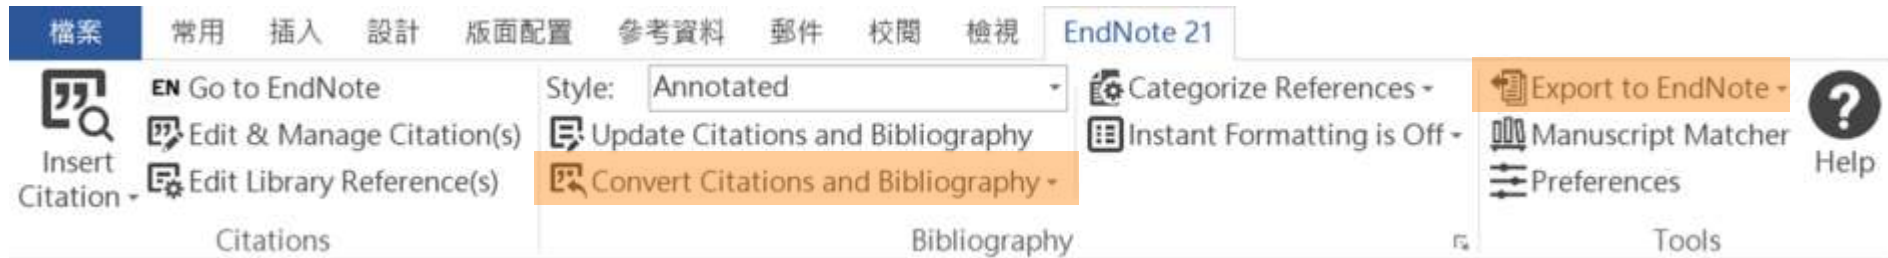 檔案 常用 插入 設計 版面配置 參考資料 郵件 校閱 檢視 EndNote 21
Insert
Citation
EN Go to EndNote
Edit & Manage Citation(s)
Edit Library Reference(s)
Citations
Style: Annotated
Update Citations and Bibliography
Convert Citations and Bibliography
Categorize References
Instant Formatting is Off
Bibliography
Export to EndNote
Manuscript Matcher
Preferences
Tools
Help